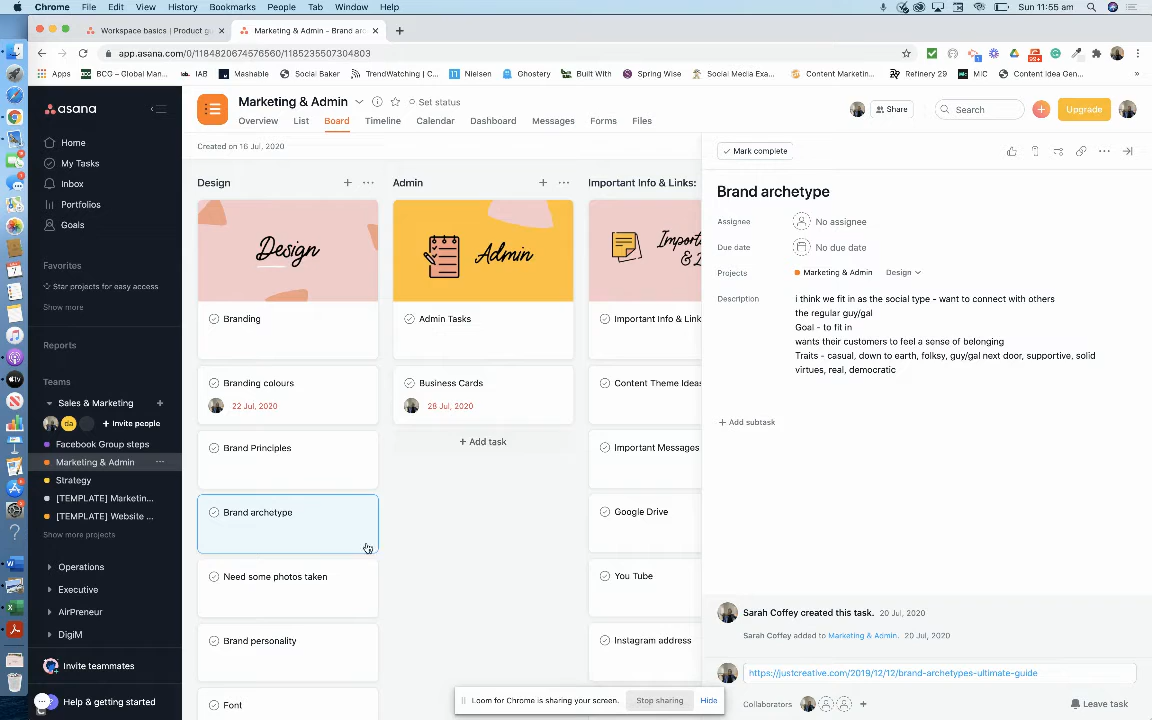 Chrome File Edit View History Bookmarks People Tab Window Help Sun 11:55 am
Workspace basics | Product gu
Marketing & Admin - Brand arc
app.asana.com/0/1184820674576560/1185235507304803
Apps BCG – Global Man... IAB Mashable Social Baker TrendWatching | C... Nielsen Ghostery Built With Spring Wise Social Media Exa... Content Marketin... Refinery 29 MIC Content Idea Gen... »
asana
Home
My Tasks
Inbox
Portfolios
Goals
Favorites
Star projects for easy access
Show more
Reports
Teams
Sales & Marketing
da
Invite people
Facebook Group steps
Marketing & Admin
Strategy
[TEMPLATE] Marketin...
[TEMPLATE] Website ...
Show more projects
Operations
Executive
AirPreneur
DigiM
Invite teammates
Help & getting started
Marketing & Admin
Set status
Overview List Board Timeline Calendar Dashboard Messages Forms Files
Share
Search
Upgrade
Created on 16 Jul, 2020
Design
Design
Branding
Branding colours
22 Jul, 2020
Brand Principles
Brand archetype
Need some photos taken
Brand personality
Font
Admin
Admin
Admin Tasks
Business Cards
28 Jul, 2020
+ Add task
Important Info & Links:
Important Info & Link
Content Theme Ideas
Important Messages
Google Drive
You Tube
Instagram address
Mark complete
Brand archetype
Assignee No assignee
Due date No due date
Projects Marketing & Admin Design
Description
i think we fit in as the social type - want to connect with others
the regular guy/gal
Goal - to fit in
wants their customers to feel a sense of belonging
Traits - casual, down to earth, folksy, guy/gal next door, supportive, solid
virtues, real, democratic
+ Add subtask
Sarah Coffey created this task. 20 Jul, 2020
Sarah Coffey added to Marketing & Admin. 20 Jul, 2020
https://justcreative.com/2019/12/12/brand-archetypes-ultimate-guide
Collaborators
Leave task
Loom for Chrome is sharing your screen.
Stop sharing
Hide